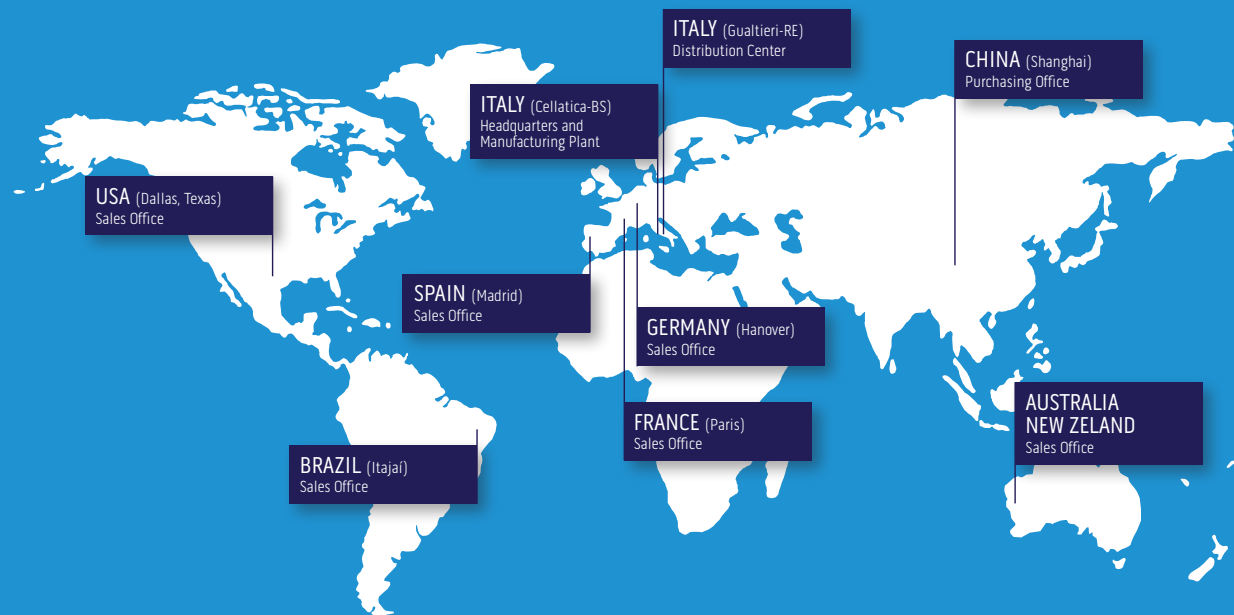 ITALY (Gualtieri-RE)
Distribution Center
CHINA (Shanghai)
Purchasing Office
ITALY (Cellatica-BS)
Headquarters and
Manufacturing Plant
USA (Dallas, Texas)
Sales Office
SPAIN (Madrid)
Sales Office
GERMANY (Hanover)
Sales Office
FRANCE (Paris)
Sales Office
AUSTRALIA
NEW ZELAND
Sales Office
BRAZIL (Itajaí)
Sales Office